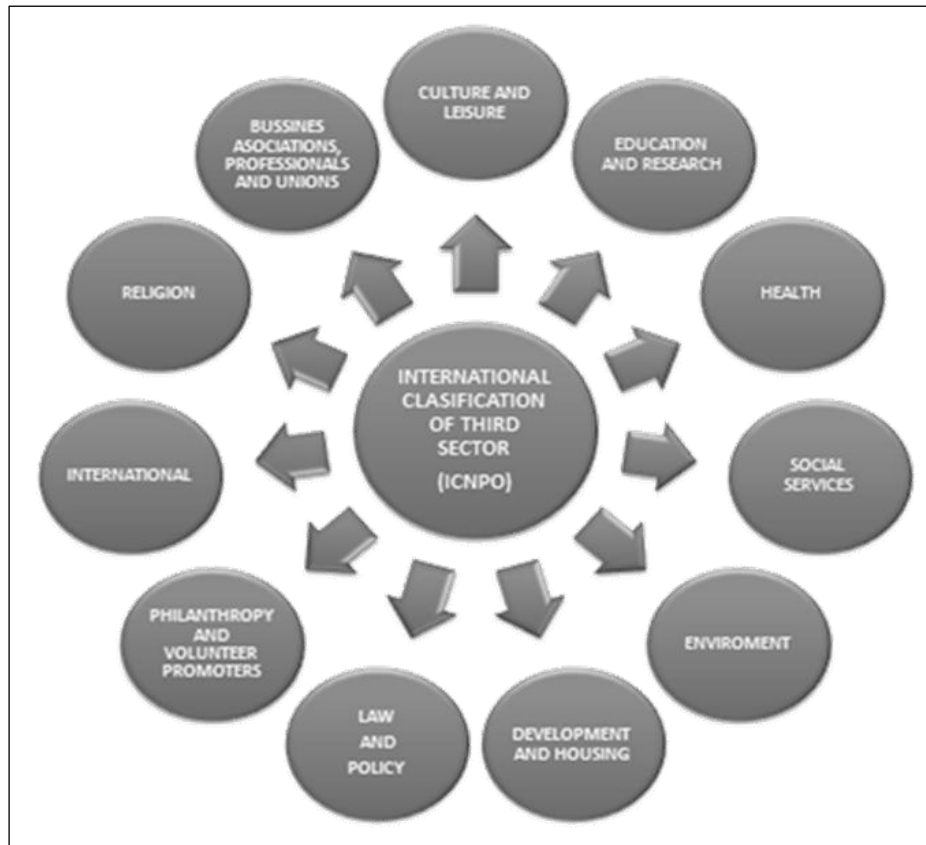 CULTURE AND
LEISURE
EDUCATION
AND RESEARCH
HEALTH
SOCIAL
SERVICES
ENVIROMENT
DEVELOPMENT
AND HOUSING
LAW
AND
POLICY
PHILANTHROPY
AND
VOLUNTEER
PROMOTERS
INTERNATIONAL
RELIGION
BUSSINES
ASOCIATIONS,
PROFESSIONALS
AND UNIONS
INTERNATIONAL
CLASIFICATION
OF THIRD
SECTOR
(ICNPO)